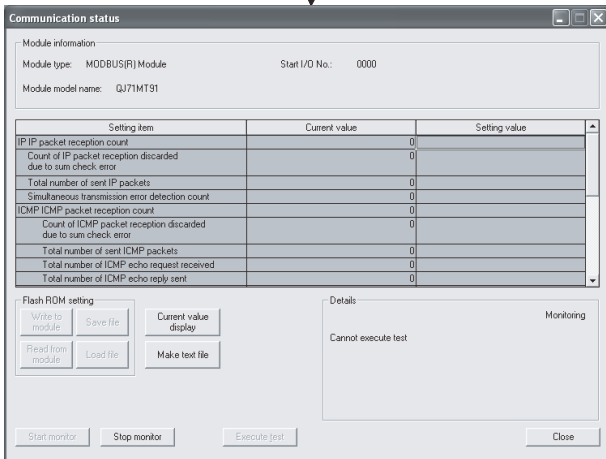 Communication status
Module information
Module type: MODBUS(R) Module Start I/O No.: 0000
Module model name: QJ71MT91
Setting item Current value Setting value
IP IP packet reception count 0
Count of IP packet reception discarded 0
due to sum check error
Total number of sent IP packets 0
Simultaneous transmission error detection count 0
ICMP ICMP packet reception count 0
Count of ICMP packet reception discarded 0
due to sum check error
Total number of sent ICMP packets 0
Total number of ICMP echo request received 0
Total number of ICMP echo reply sent 0
Flash ROM setting
Write to
module
Save file
Current value
display
Read from
module
Load file
Make text file
Details
Monitoring
Cannot execute test
Start monitor Stop monitor Execute test Close